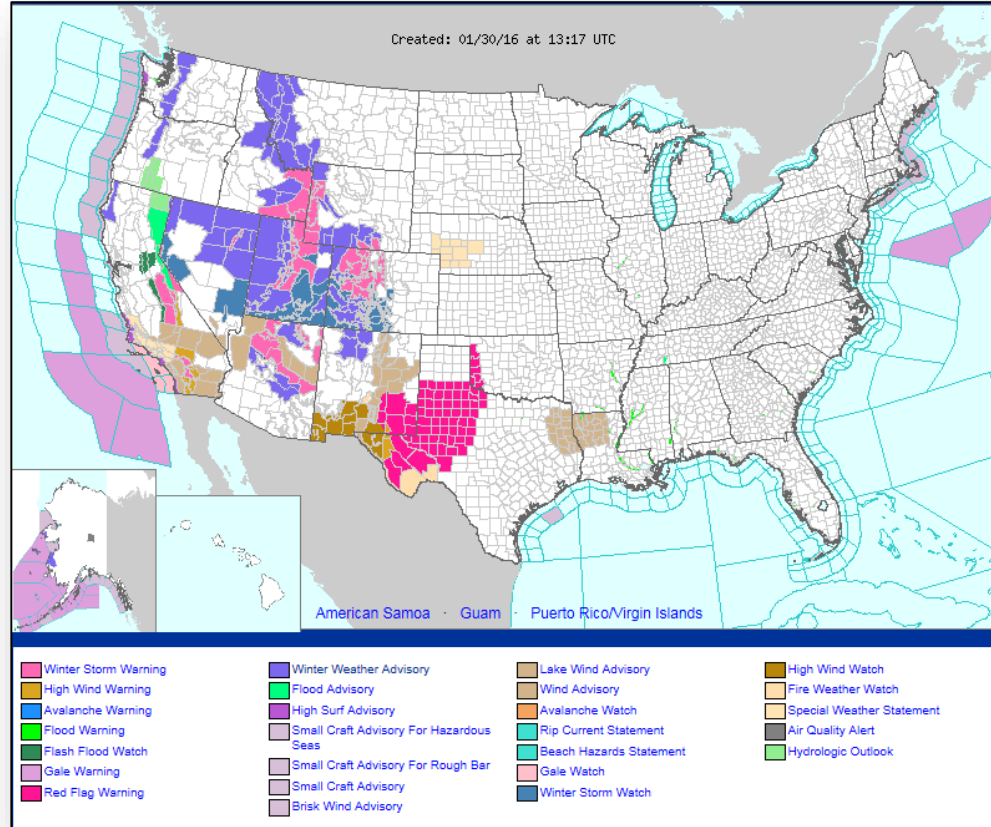 Created: 01/30/16 at 13:17 UTC
American Samoa · Guam · Puerto Rico/Virgin Islands
Winter Storm Warning
High Wind Warning
Avalanche Warning
Flood Warning
Flash Flood Watch
Gale Warning
Red Flag Warning
Winter Weather Advisory
Flood Advisory
High Surf Advisory
Small Craft Advisory For Hazardous
Seas
Small Craft Advisory For Rough Bar
Small Craft Advisory
Brisk Wind Advisory
Lake Wind Advisory
Wind Advisory
Avalanche Watch
Rip Current Statement
Beach Hazards Statement
Gale Watch
Winter Storm Watch
High Wind Watch
Fire Weather Watch
Special Weather Statement
Air Quality Alert
Hydrologic Outlook